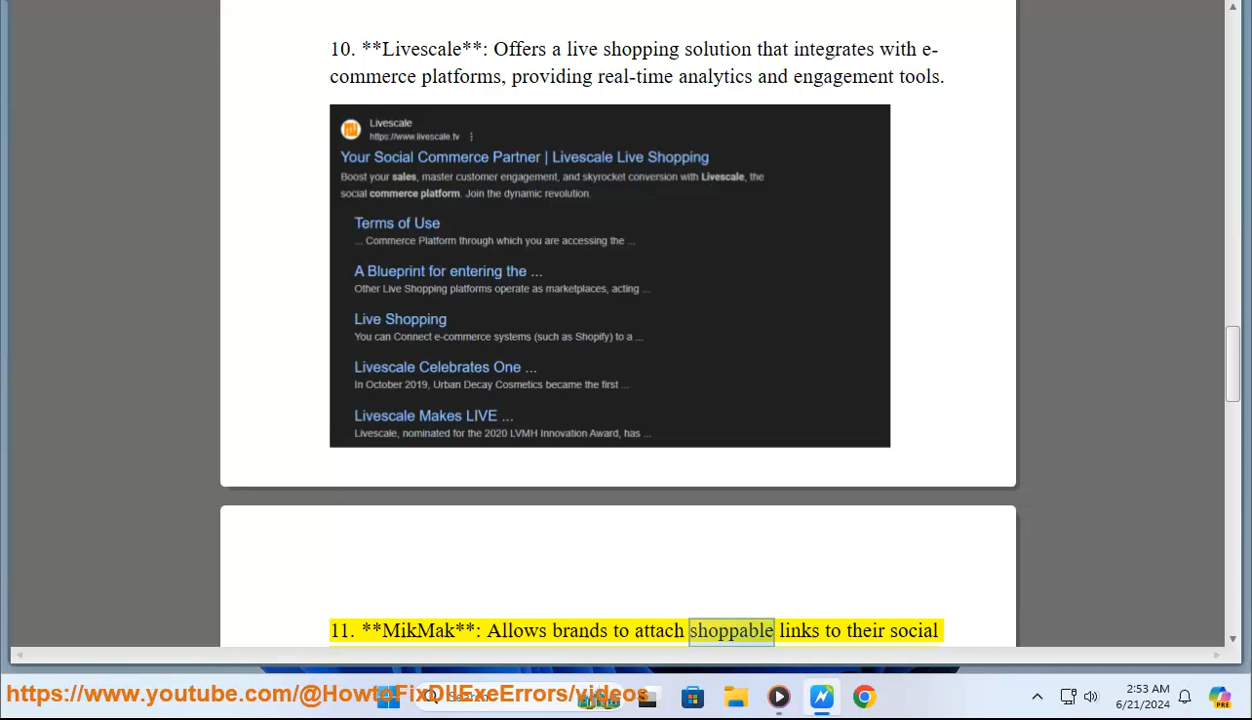 10. **Livescale**: Offers a live shopping solution that integrates with e-
commerce platforms, providing real-time analytics and engagement tools.
Livescale
https://www.livescale.tv
Your Social Commerce Partner | Livescale Live Shopping
Boost your sales, master customer engagement, and skyrocket conversion with Livescale, the
social commerce platform. Join the dynamic revolution.
Terms of Use
... Commerce Platform through which you are accessing the ...
A Blueprint for entering the ...
Other Live Shopping platforms operate as marketplaces, acting ...
Live Shopping
You can Connect e-commerce systems (such as Shopify) to a ...
Livescale Celebrates One ...
In October 2019, Urban Decay Cosmetics became the first ...
Livescale Makes LIVE ...
Livescale, nominated for the 2020 LVMH Innovation Award, has ...
11. **MikMak**: Allows brands to attach shoppable links to their social
https://www.youtube.com/@HowtoFixDllExeErrors/videos
Search
2:53 AM
6/21/2024
PRE